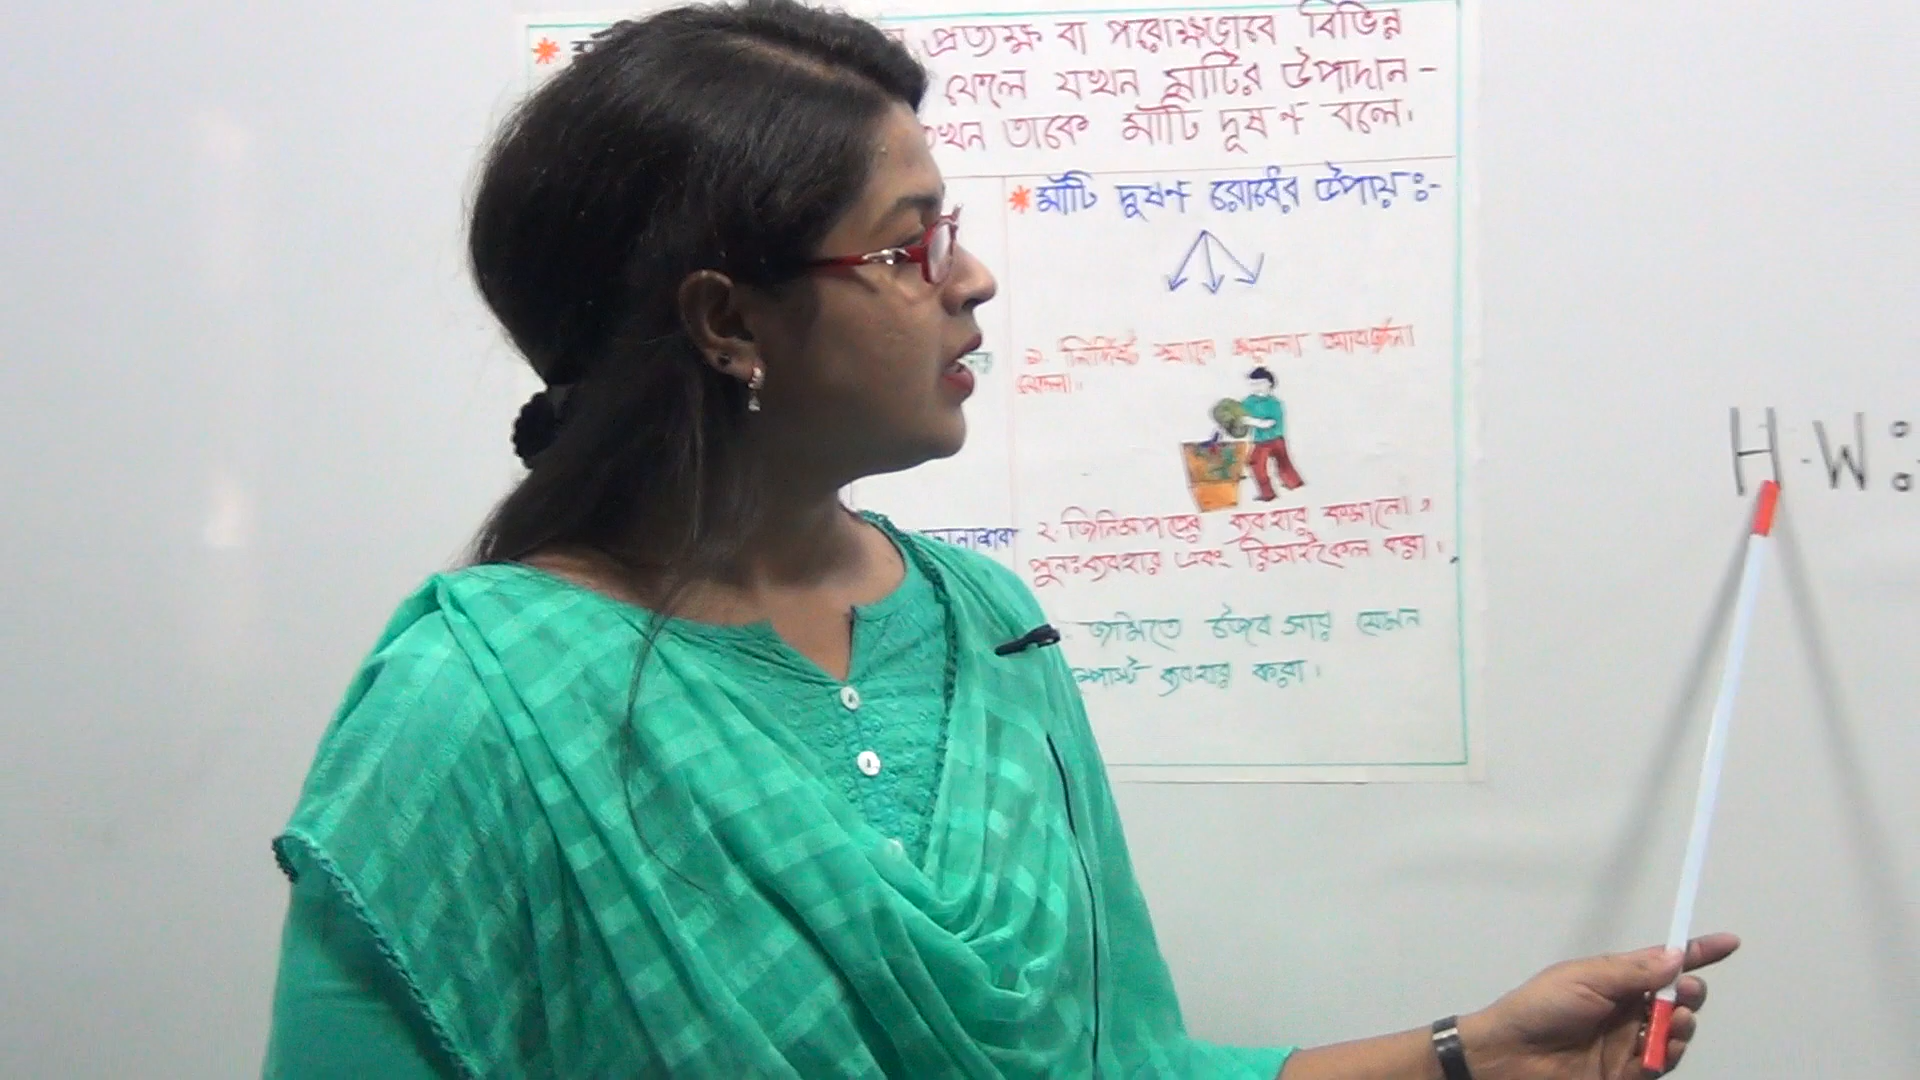 প্রত্যক্ষ বা পরোক্ষভাবে বিভিন্ন
ফেলে যখন মাটির উপাদান-
তখন তাকে মাটি দূষণ বলে।
* মাটি দূষণ রোধের উপায়ঃ-
১. নির্দিষ্ট স্থানে ময়লা আবর্জনা
ফেলা।
২. জিনিসপত্রের ব্যবহার কমানো,
পুনঃব্যবহার এবং রিসাইকেল করা।
জমিতে জৈব সার যেমন
ব্যবহার করা।
H.W: